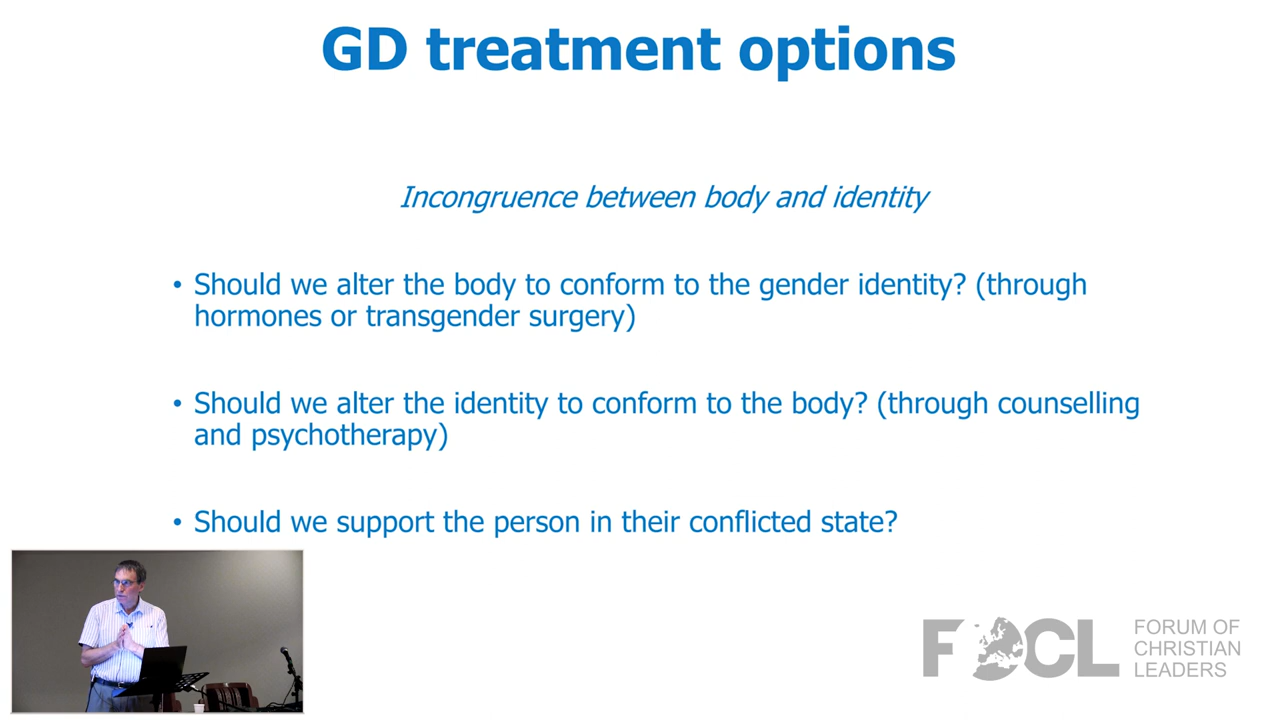 GD treatment options
Incongruence between body and identity
• Should we alter the body to conform to the gender identity? (through
hormones or transgender surgery)
• Should we alter the identity to conform to the body? (through counselling
and psychotherapy)
• Should we support the person in their conflicted state?
FOCL
FORUM OF
CHRISTIAN
LEADERS